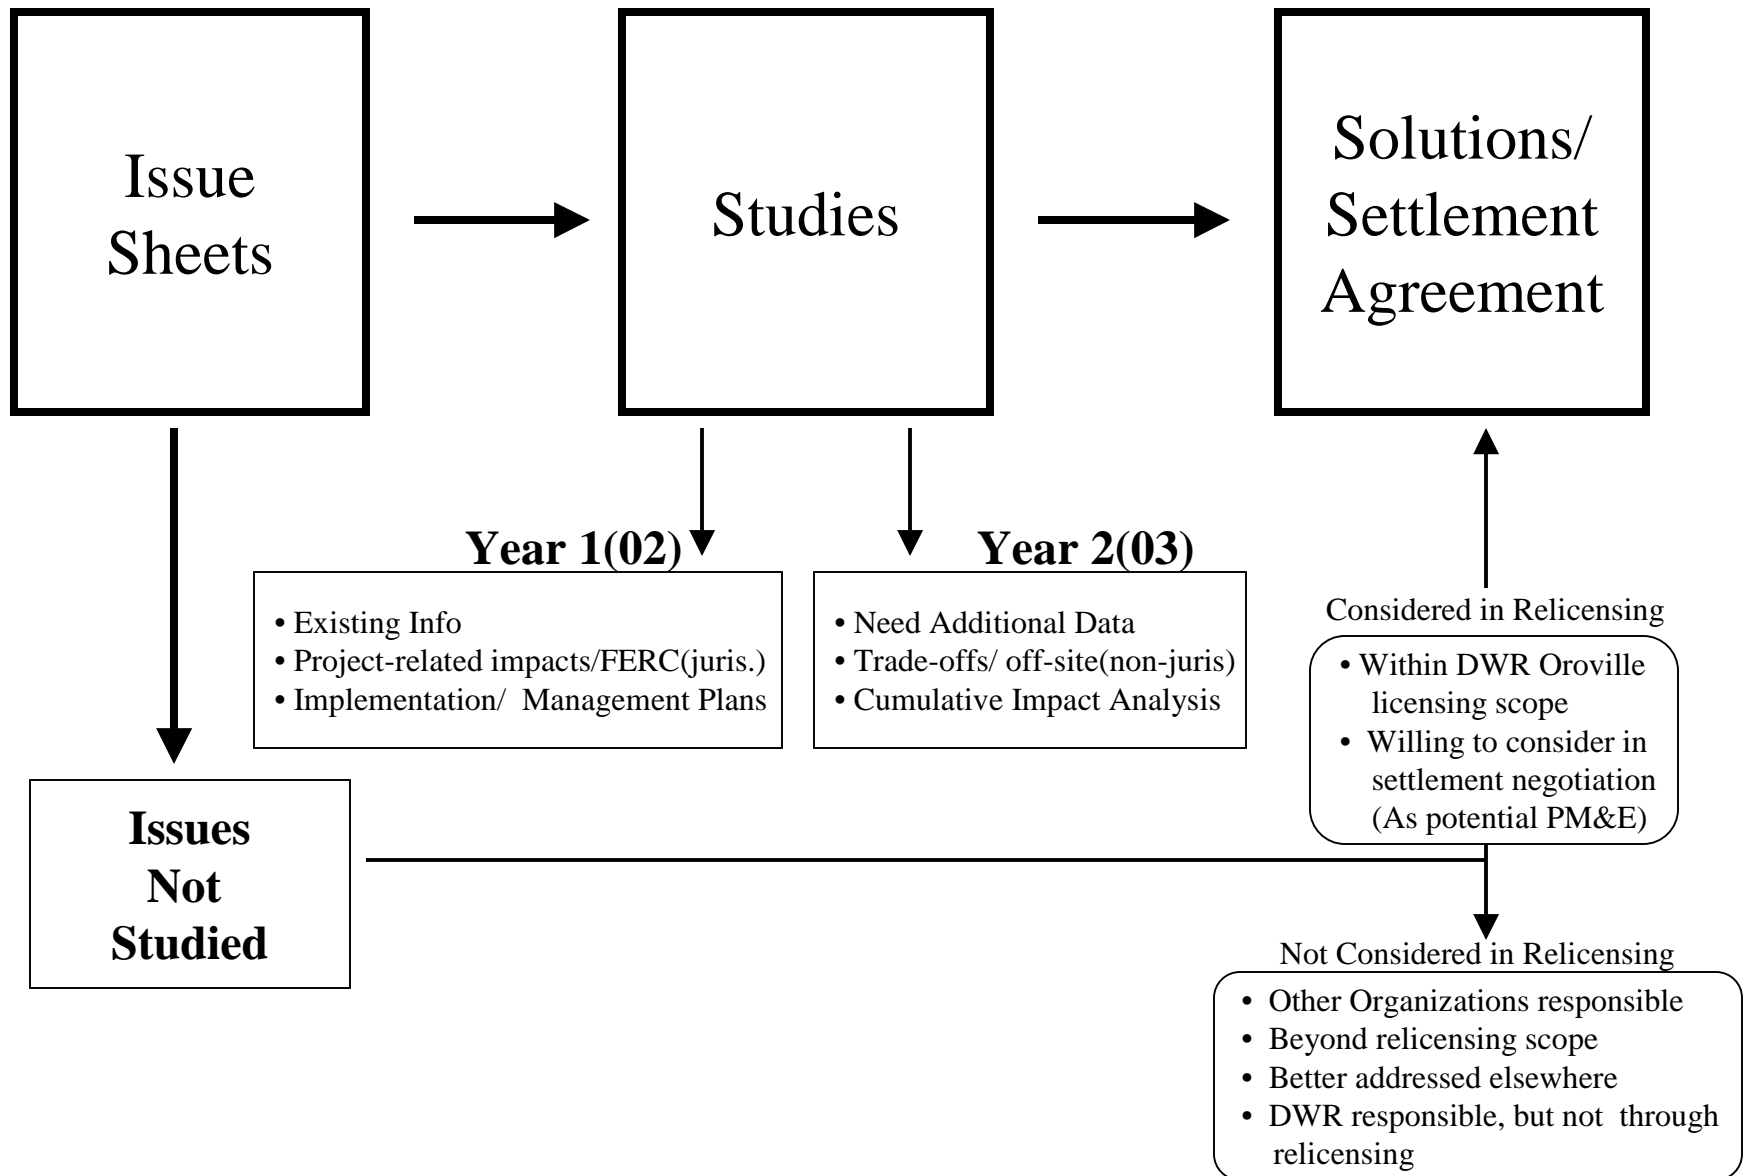 Issue
Sheets
Studies
Solutions/
Settlement
Agreement
Year 1(02)
• Existing Info
• Project-related impacts/FERC(juris.)
• Implementation/ Management Plans
Year 2(03)
• Need Additional Data
• Trade-offs/ off-site(non-juris)
• Cumulative Impact Analysis
Considered in Relicensing
• Within DWR Oroville
licensing scope
• Willing to consider in
settlement negotiation
(As potential PM&E)
Issues
Not
Studied
Not Considered in Relicensing
• Other Organizations responsible
• Beyond relicensing scope
• Better addressed elsewhere
• DWR responsible, but not through
relicensing